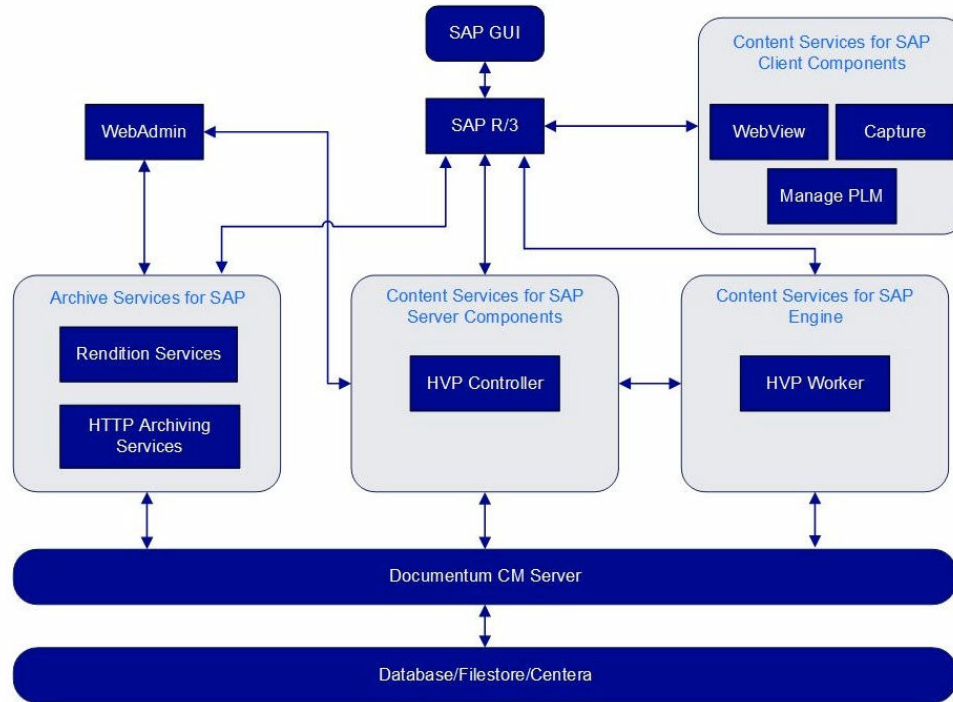 SAP GUI
Content Services for SAP
Client Components
WebAdmin
SAP R/3
WebView
Capture
Manage PLM
Archive Services for SAP
Content Services for SAP
Server Components
Content Services for SAP
Engine
Rendition Services
HVP Controller
HVP Worker
HTTP Archiving
Services
Documentum CM Server
Database/Filestore/Centera